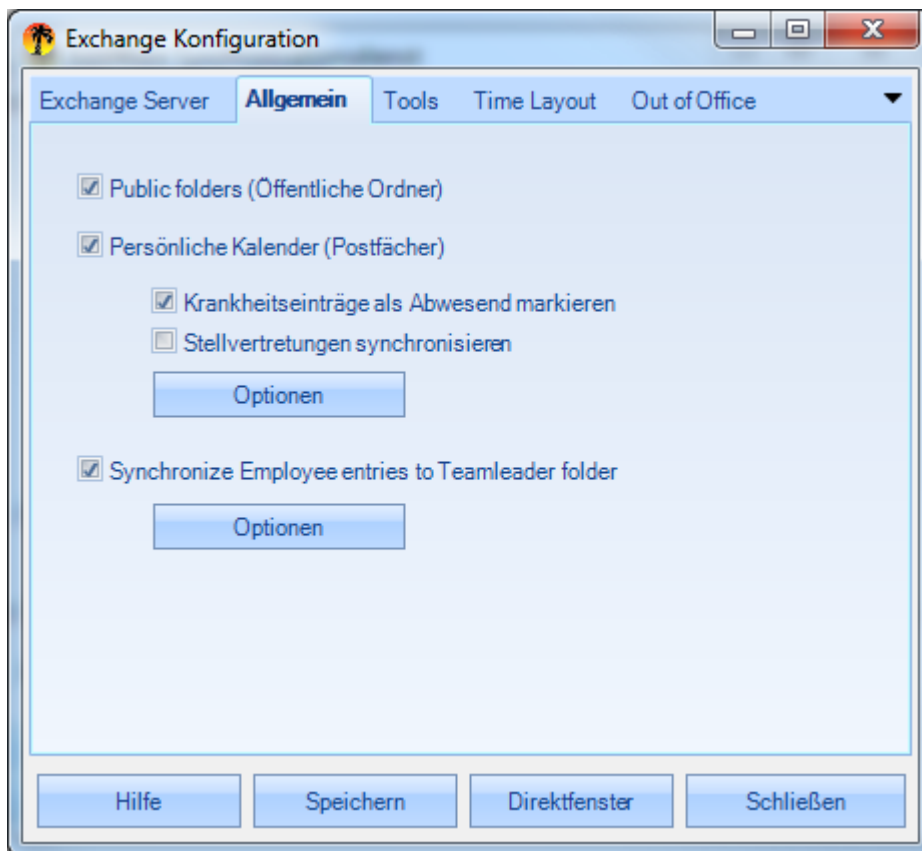 Exchange Konfiguration
Exchange Server Allgemein Tools Time Layout Out of Office
Public folders (Öffentliche Ordner)
Persönliche Kalender (Postfächer)
Krankheitseinträge als Abwesend markieren
Stellvertretungen synchronisieren
Optionen
Synchronize Employee entries to Teamleader folder
Optionen
Hilfe Speichern Direktfenster Schließen